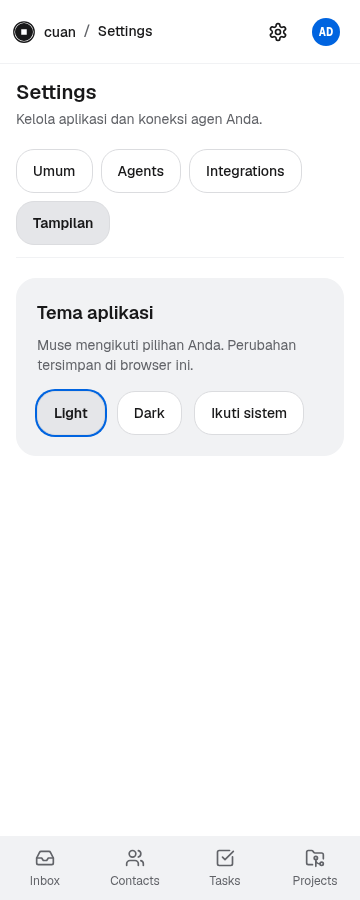 cuan / Settings
AD
Settings
Kelola aplikasi dan koneksi agen Anda.
Umum
Agents
Integrations
Tampilan
Tema aplikasi
Muse mengikuti pilihan Anda. Perubahan
tersimpan di browser ini.
Light
Dark
Ikuti sistem
Inbox
Contacts
Tasks
Projects